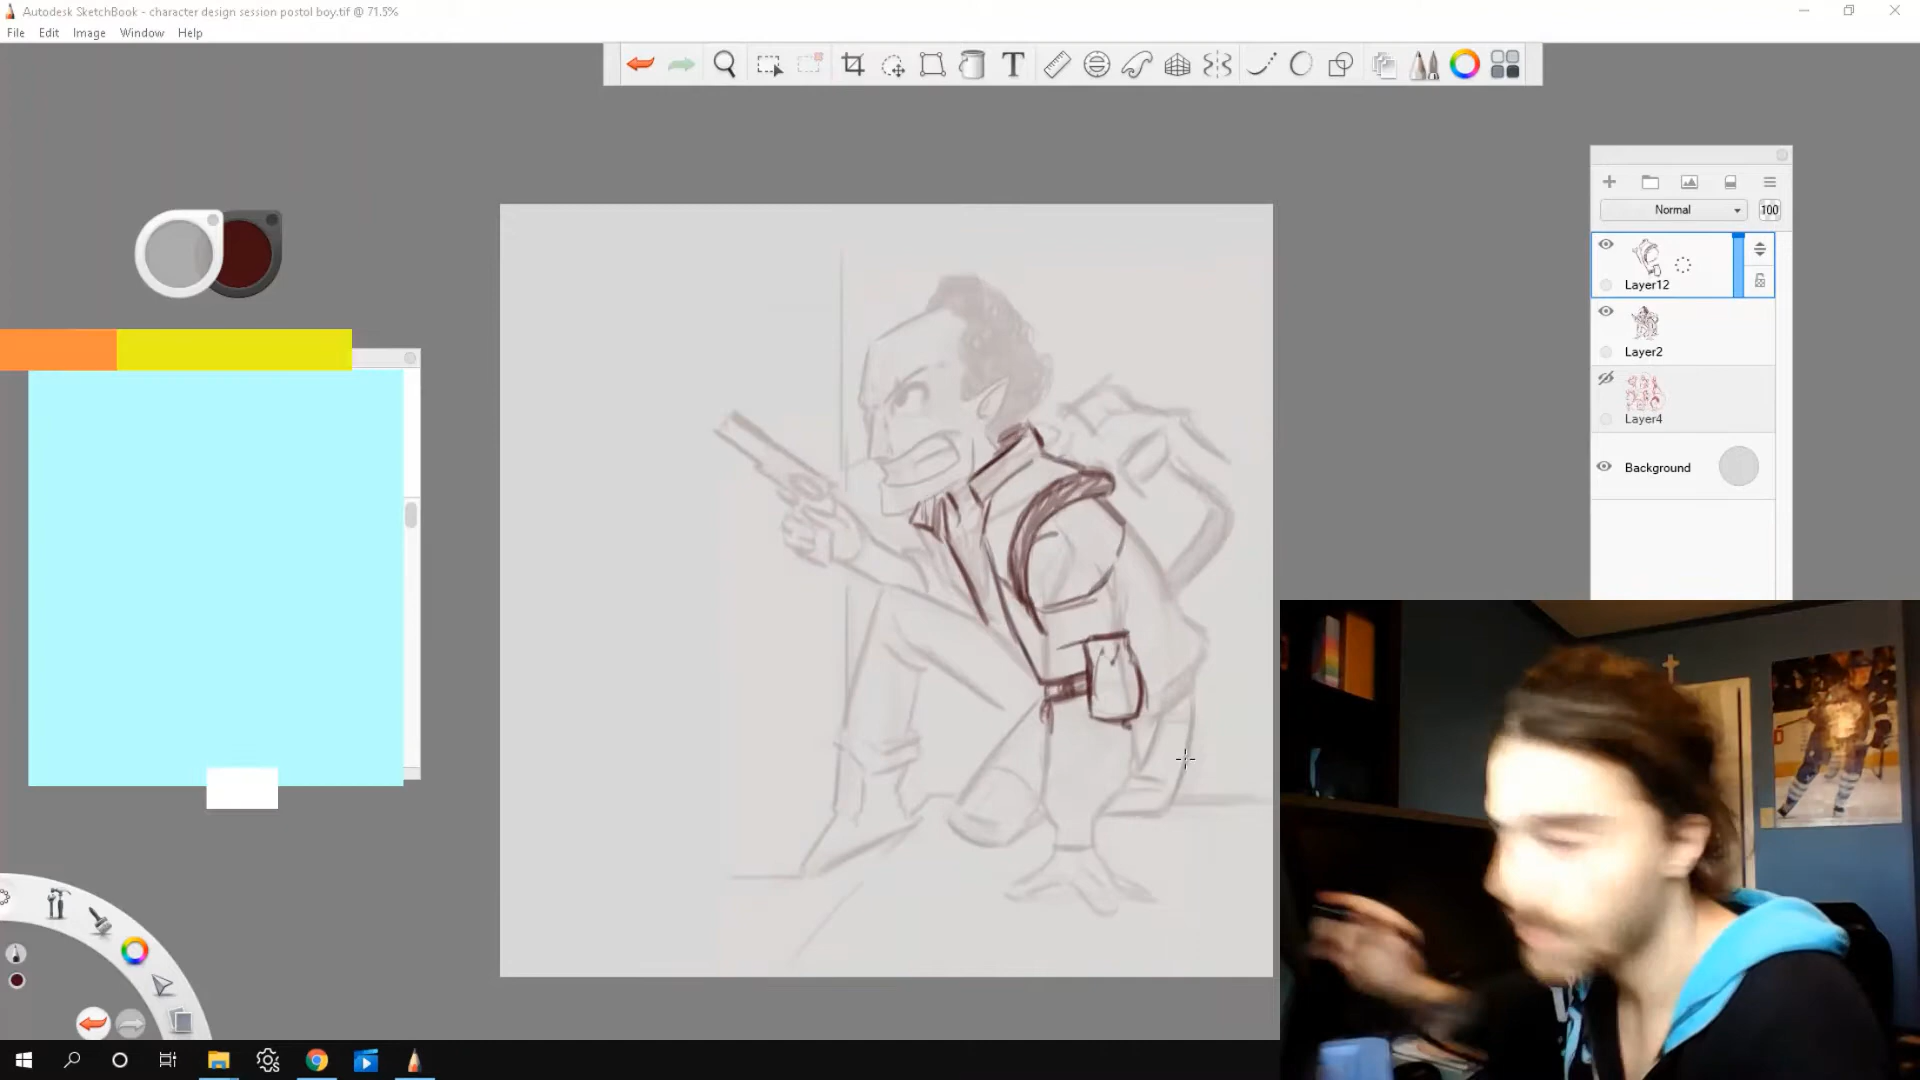 Autodesk SketchBook - character design session postol boy.tif @ 71.5%
File Edit Image Window Help
T
Normal 100
Layer12
Layer2
Layer4
Background